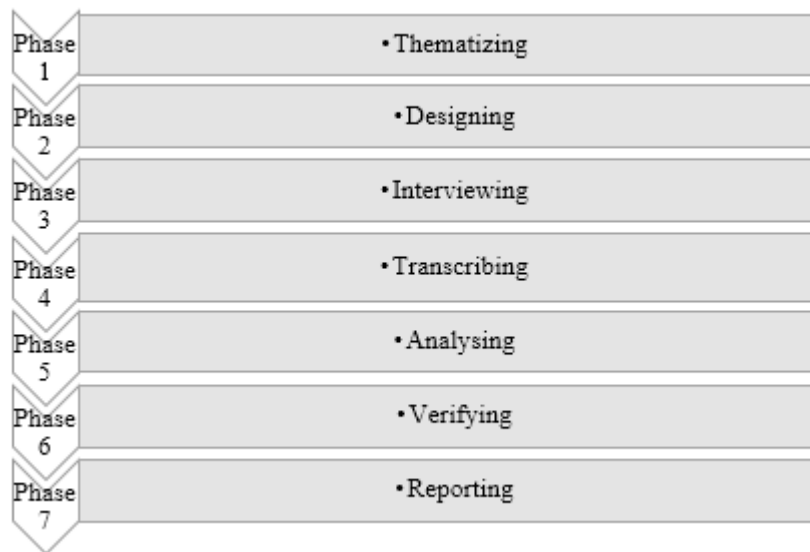 Phase
1
•Thematizing
Phase
2
•Designing
Phase
3
•Interviewing
Phase
4
•Transcribing
Phase
5
•Analysing
Phase
6
•Verifying
Phase
7
•Reporting